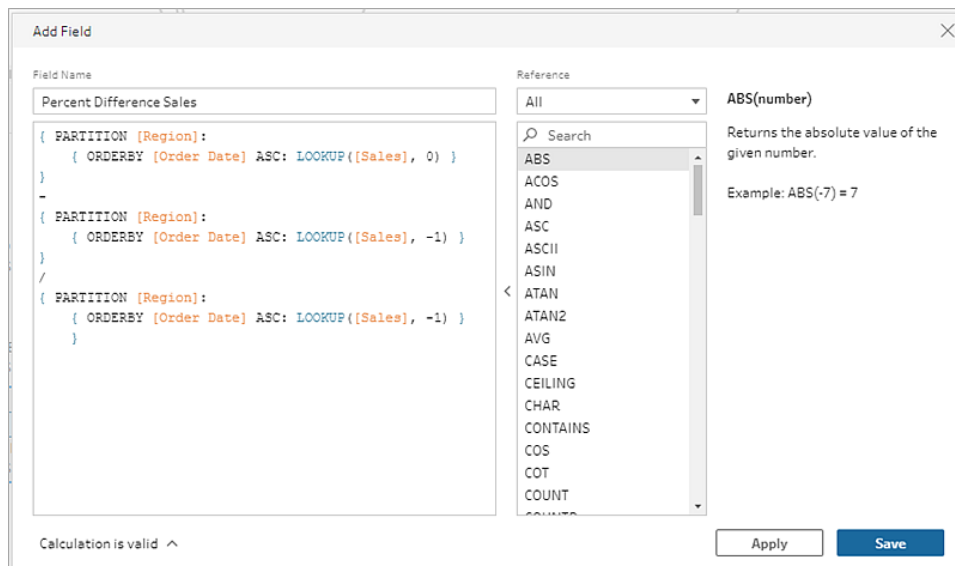 Add Field
Field Name
Percent Difference Sales
{ PARTITION [Region]:
{ ORDERBY [Order Date] ASC: LOOKUP([Sales], 0) }
}
-
{ PARTITION [Region]:
{ ORDERBY [Order Date] ASC: LOOKUP([Sales], -1) }
}
/
{ PARTITION [Region]:
{ ORDERBY [Order Date] ASC: LOOKUP([Sales], -1) }
}
Reference
All
Search
ABS
ACOS
AND
ASC
ASCII
ASIN
ATAN
ATAN2
AVG
CASE
CEILING
CHAR
CONTAINS
COS
COT
COUNT
ABS(number)
Returns the absolute value of the
given number.
Example: ABS(-7) = 7
Calculation is valid
Apply
Save